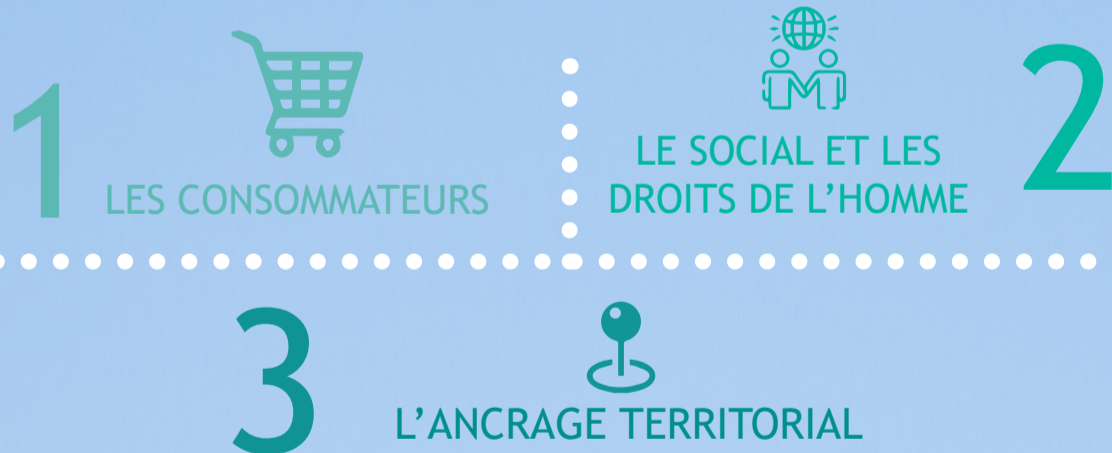 1
LES CONSOMMATEURS
LE SOCIAL ET LES
DROITS DE L’HOMME
2
3
L’ANCRAGE TERRITORIAL